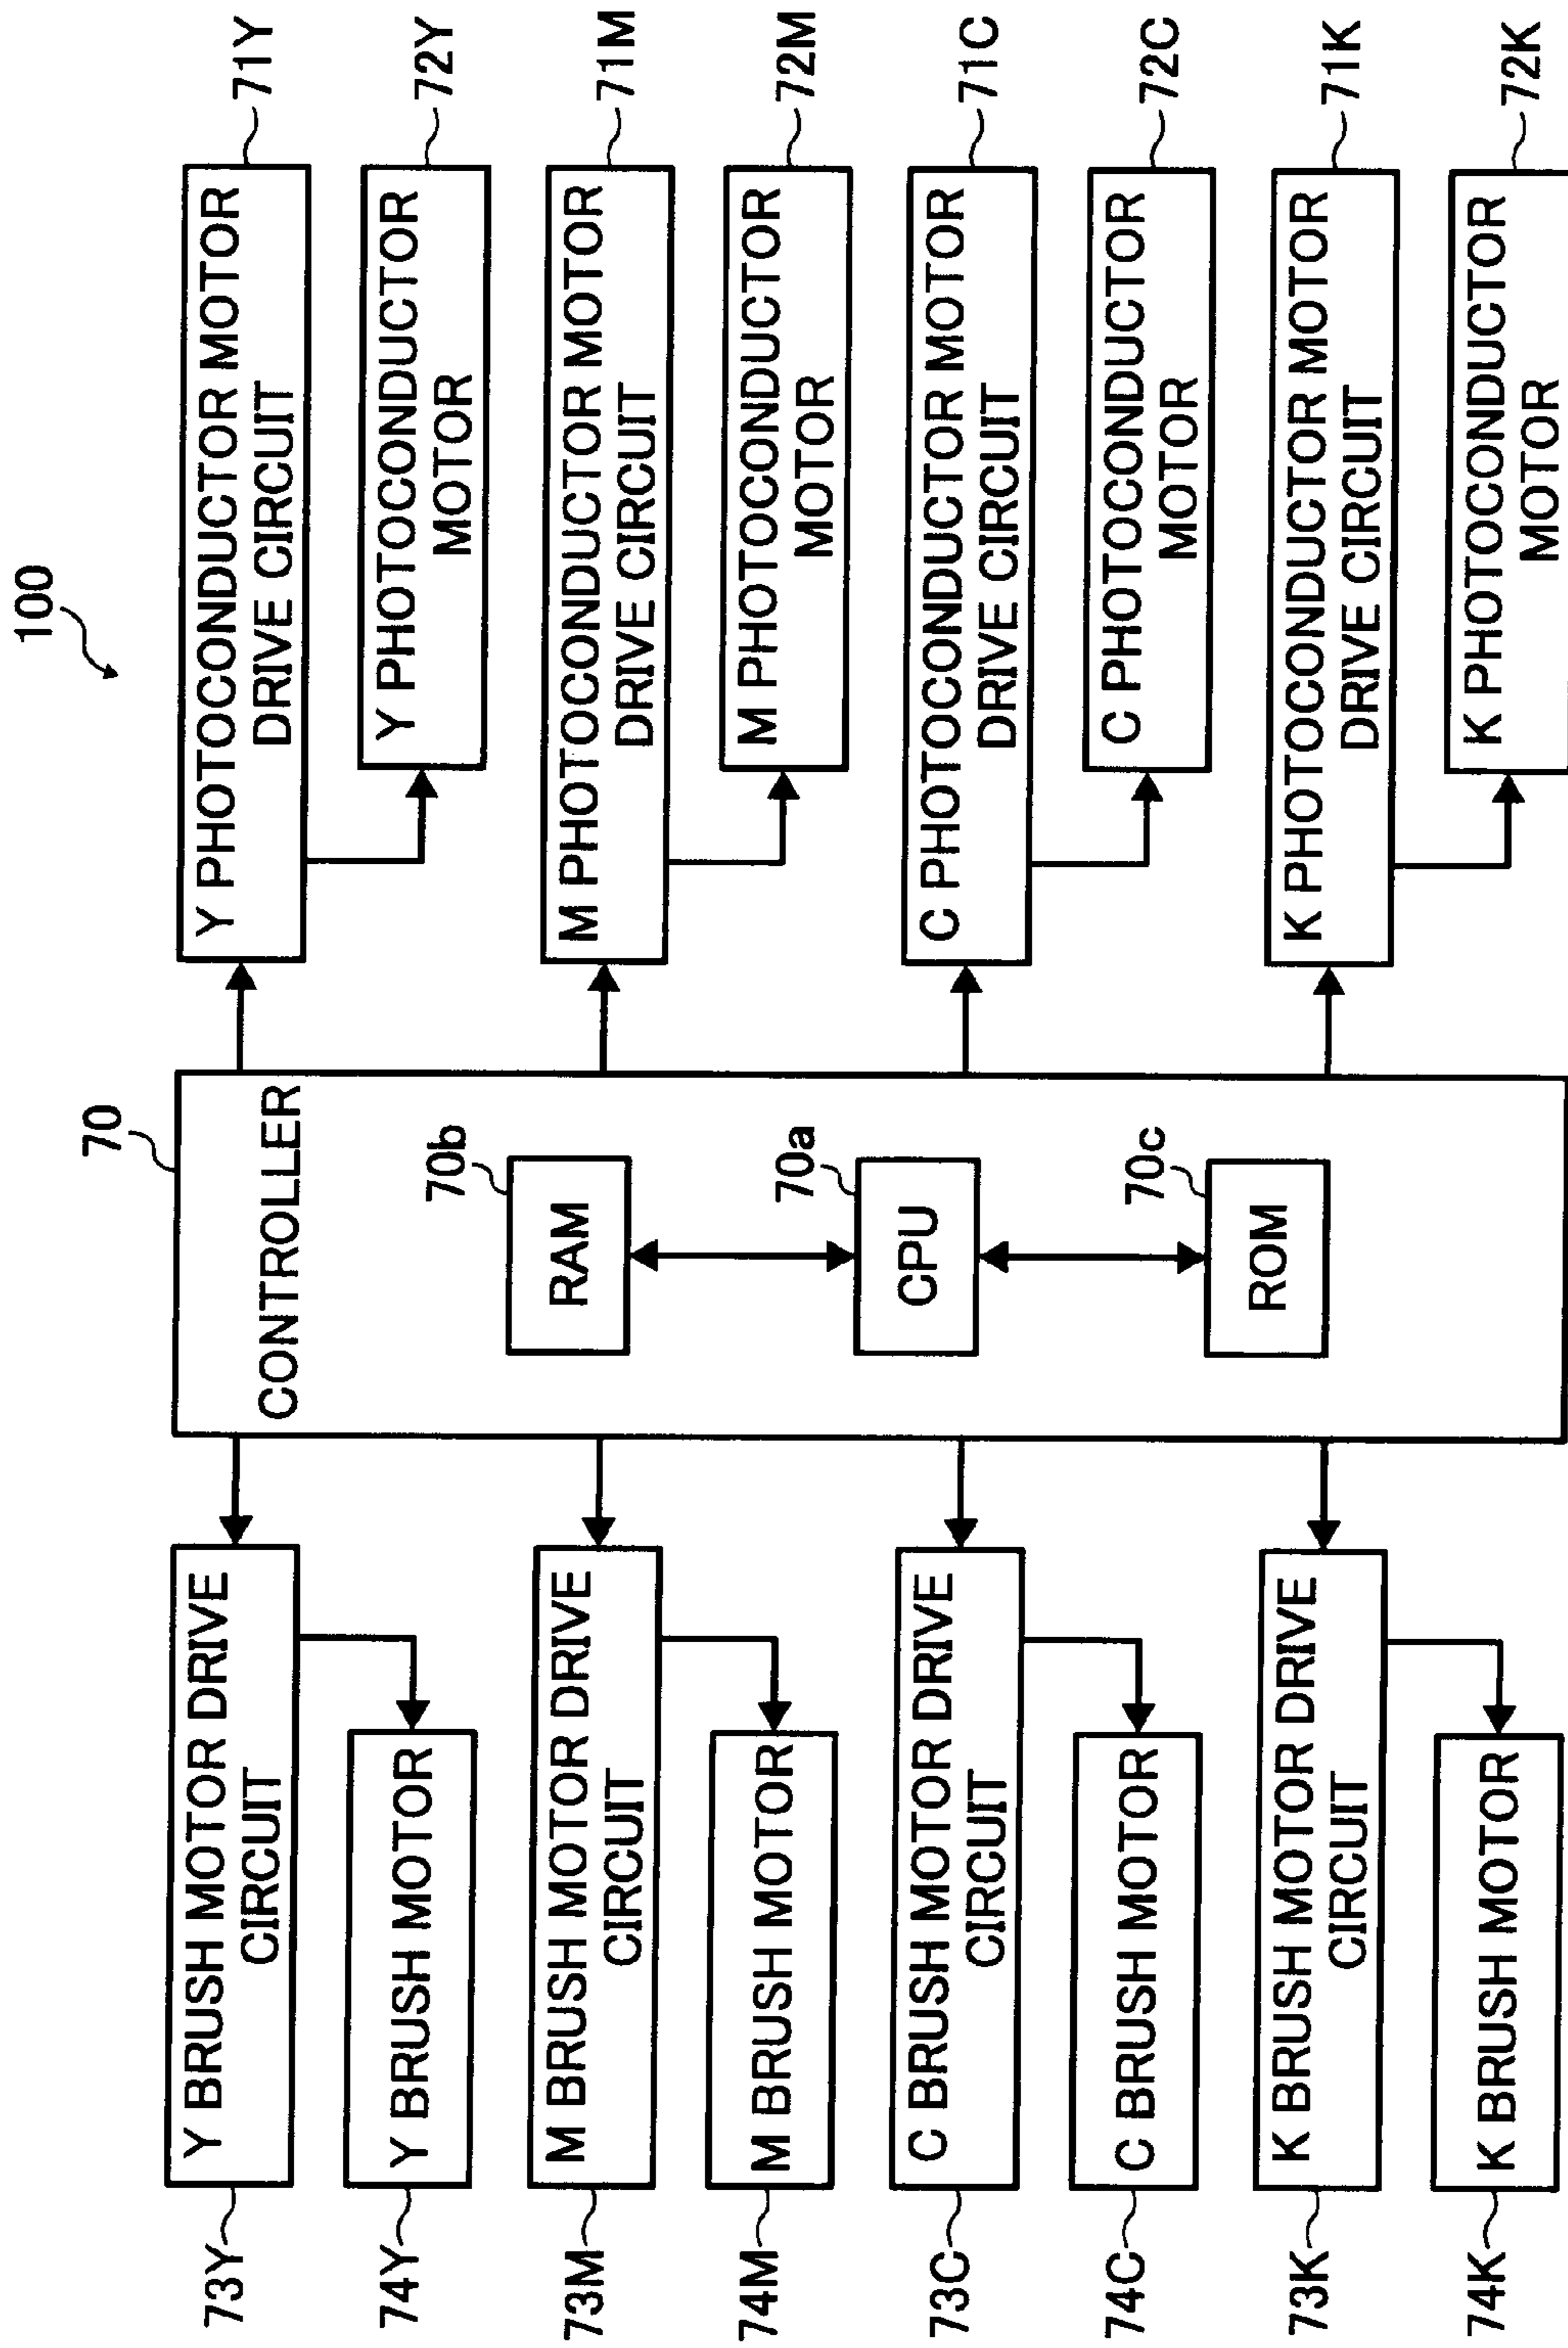 100
70
CONTROLLER
70b
RAM
70a
CPU
70c
ROM
73Y
Y BRUSH MOTOR DRIVE
CIRCUIT
74Y
Y BRUSH MOTOR
73M
M BRUSH MOTOR DRIVE
CIRCUIT
74M
M BRUSH MOTOR
73C
C BRUSH MOTOR DRIVE
CIRCUIT
74C
C BRUSH MOTOR
73K
K BRUSH MOTOR DRIVE
CIRCUIT
74K
K BRUSH MOTOR
Y PHOTOCONDUCTOR MOTOR
DRIVE CIRCUIT
71Y
Y PHOTOCONDUCTOR
MOTOR
72Y
M PHOTOCONDUCTOR MOTOR
DRIVE CIRCUIT
71M
M PHOTOCONDUCTOR
MOTOR
72M
C PHOTOCONDUCTOR MOTOR
DRIVE CIRCUIT
71C
C PHOTOCONDUCTOR
MOTOR
72C
K PHOTOCONDUCTOR MOTOR
DRIVE CIRCUIT
71K
K PHOTOCONDUCTOR
MOTOR
72K